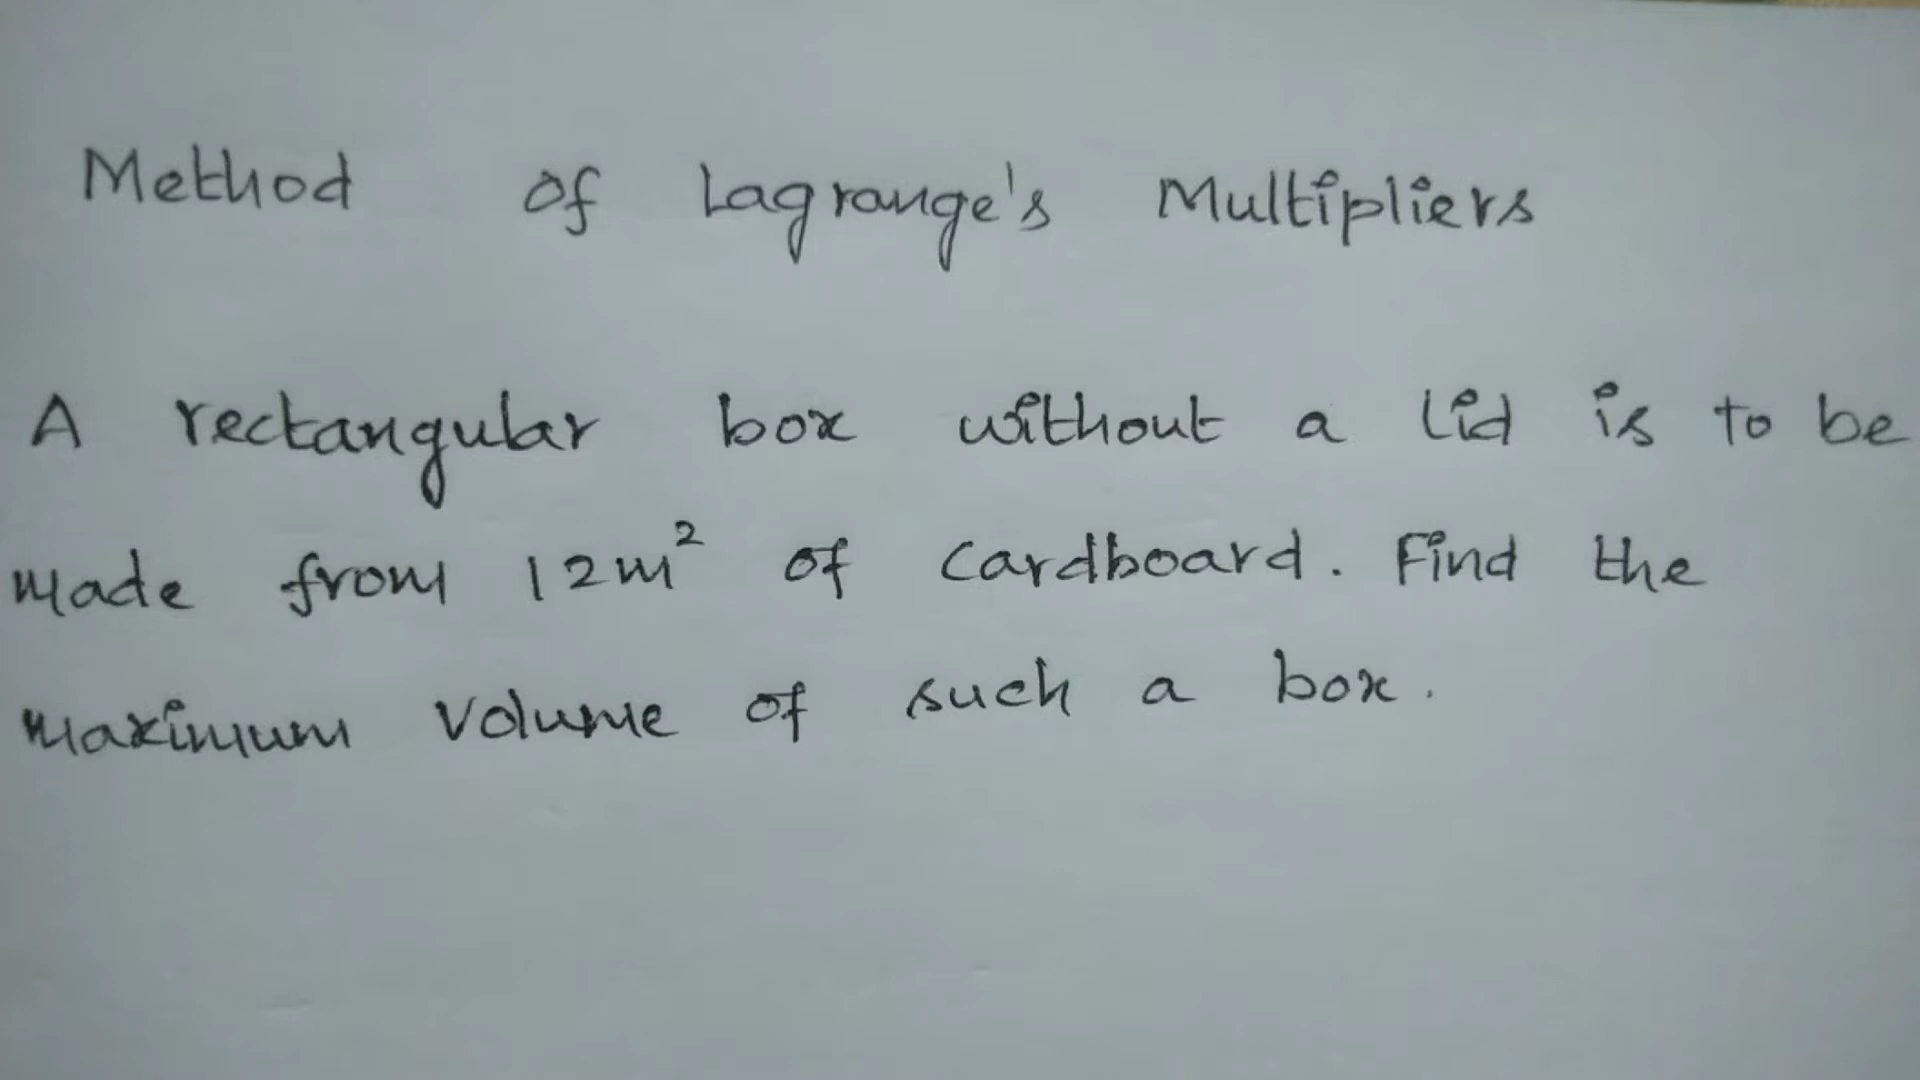 Method of Lagrange's Multipliers
A rectangular box without a lid is to be
made from 12m² of cardboard. Find the
maximum volume of such a box.